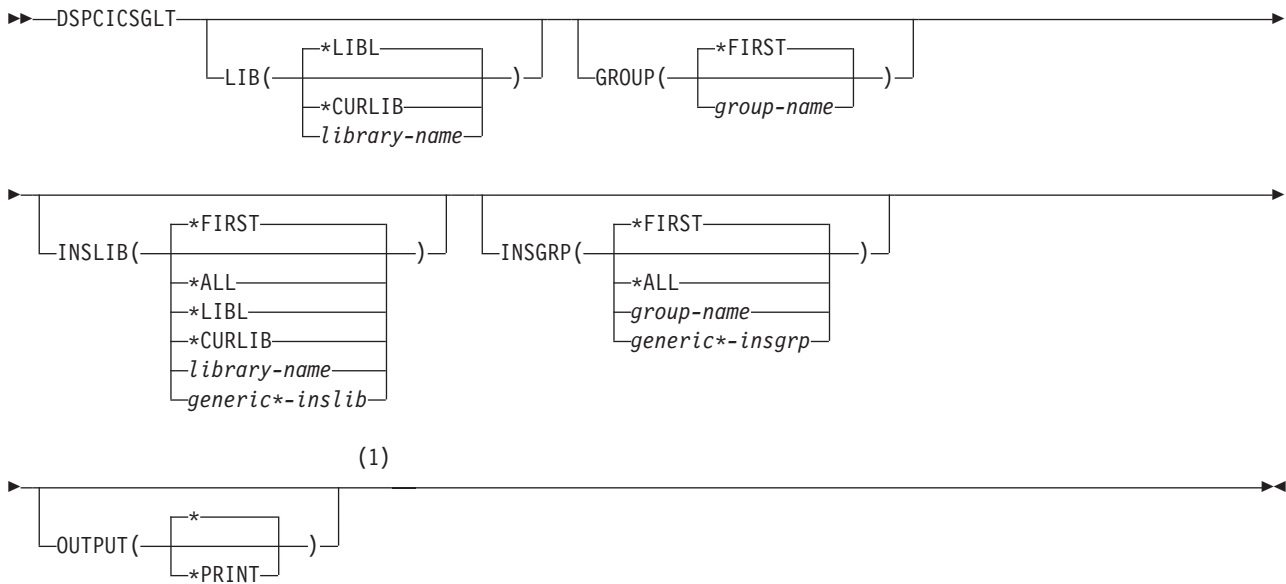 DSPCICSGLT
LIB( *LIBL )
*CURLIB
library-name
GROUP( *FIRST )
group-name
INSLIB( *FIRST )
*ALL
*LIBL
*CURLIB
library-name
generic*-inslib
INSGRP( *FIRST )
*ALL
group-name
generic*-insgrp
(1)
OUTPUT( * )
*PRINT